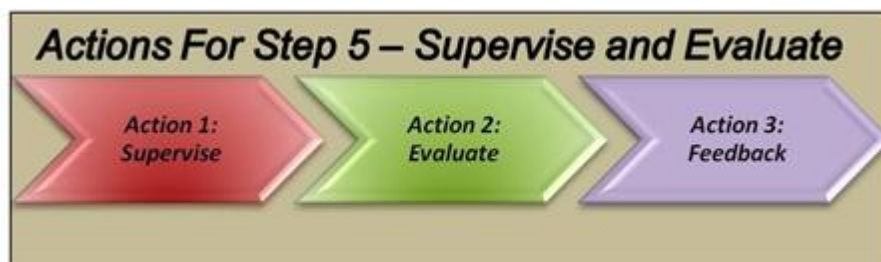 Actions For Step 5 – Supervise and Evaluate
Action 1:
Supervise
Action 2:
Evaluate
Action 3:
Feedback